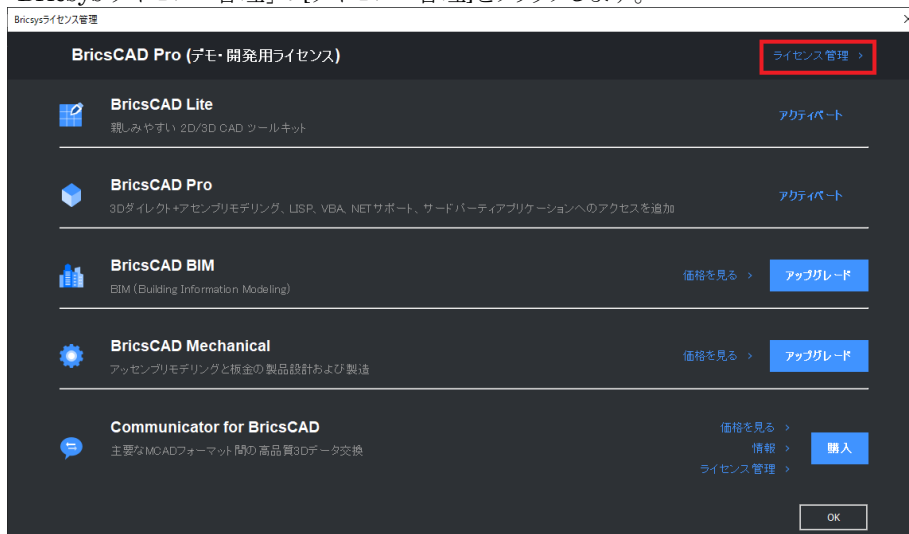 Bricsysライセンス管理
BricsCAD Pro (デモ・開発用ライセンス)
ライセンス管理 >
BricsCAD Lite
親しみやすい 2D/3D CAD ツールキット
アクティベート
BricsCAD Pro
3Dダイレクト+アセンブリモデリング、LISP、VBA、.NETサポート、サードパーティアプリケーションへのアクセスを追加
アクティベート
BricsCAD BIM
BIM (Building Information Modeling)
価格を見る > アップグレード
BricsCAD Mechanical
アッセンブリモデリングと板金の製品設計および製造
価格を見る > アップグレード
Communicator for BricsCAD
主要なMCADフォーマット間の高品質3Dデータ交換
価格を見る >
情報 >
ライセンス管理 >
購入
OK